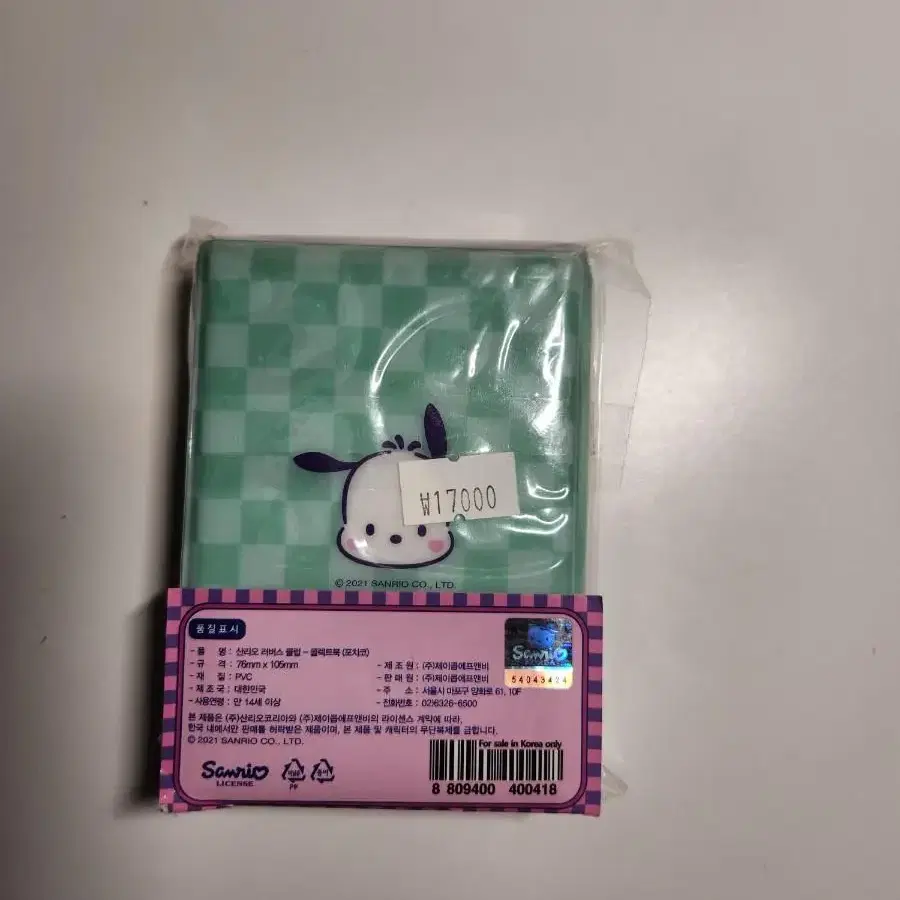 ₩17000
© 2021 SANRIO CO., LTD.
품질표시
- 품 명 : 산리오 러버스 클럽 - 콜렉트북 (포차코)
- 규 격 : 76mm x 105mm
- 재 질 : PVC
- 제 조 국 : 대한민국
- 사용연령 : 만 14세 이상
- 제 조 원 : (주)제이콥에프앤비
- 판 매 원 : (주)제이콥에프앤비
- 주 소 : 서울시 마포구 양화로 61, 10F
- 전화번호 : 02)6326-6500
Sanrio
54043424
본 제품은 (주)산리오코리아와 (주)제이콥에프앤비의 라이센스 계약에 따라,
한국 내에서만 판매를 허락받은 제품이며, 본 제품 및 캐릭터의 무단복제를 금합니다.
© 2021 SANRIO CO., LTD.
Sanrio
LICENSE
PP
For sale in Korea only
8 809400 400418